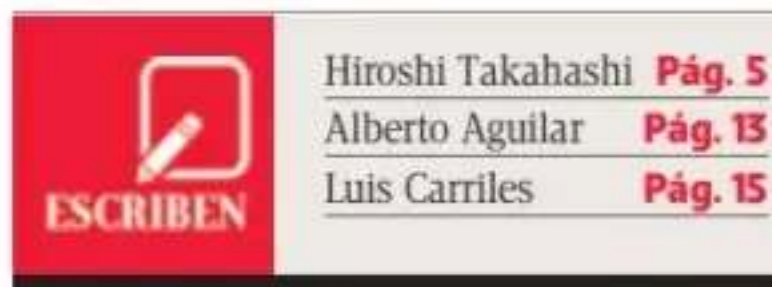 ESCRIBEN
Hiroshi Takahashi Pág. 5
Alberto Aguilar Pág. 13
Luis Carriles Pág. 15